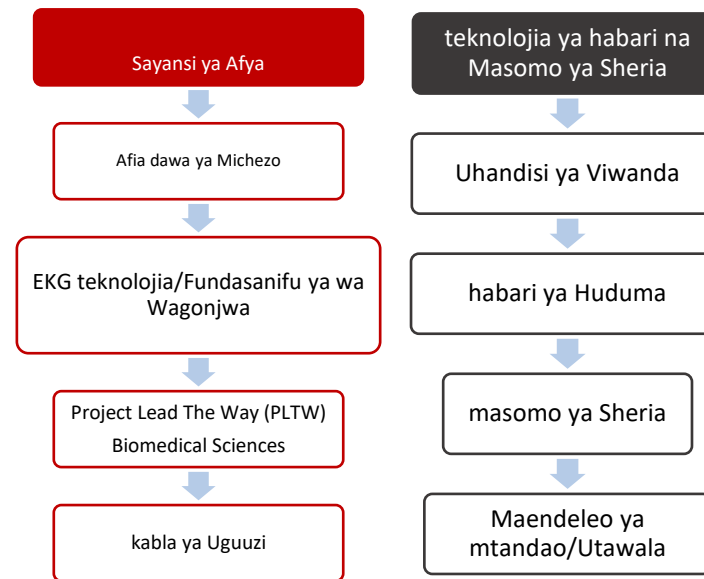 Sayansi ya Afya
Afia dawa ya Michezo
EKG teknolojia/Fundasanifu ya wa
Wagonjwa
Project Lead The Way (PLTW)
Biomedical Sciences
kabla ya Uguuzi
teknolojia ya habari na
Masomo ya Sheria
Uhandisi ya Viwanda
habari ya Huduma
masomo ya Sheria
Maendeleo ya
mtandao/Utawala